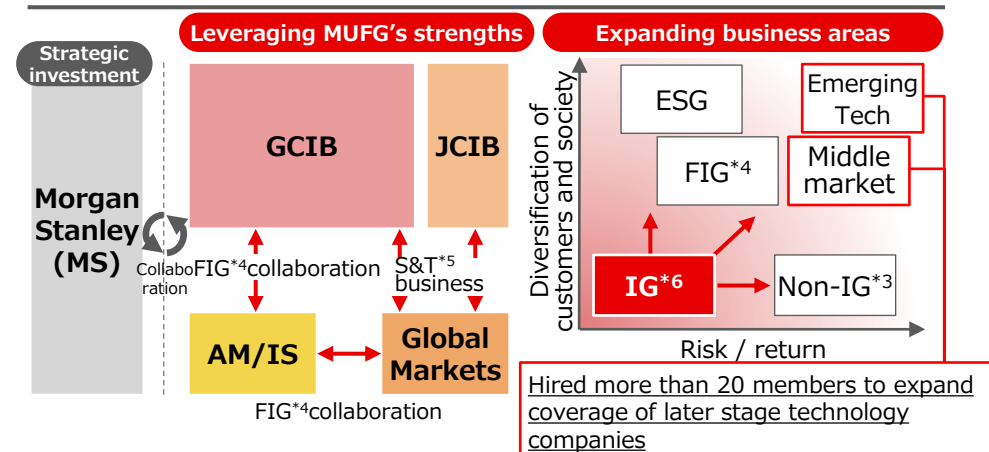 Leveraging MUFG's strengths
Expanding business areas
Strategic
investment
Morgan
Stanley
(MS)
Collabo
ration
GCIB
JCIB
FIG*4collaboration
S&T*5
business
AM/IS
Global
Markets
FIG*4collaboration
Diversification of
customers and society
ESG
Emerging
Tech
FIG*4
Middle
market
IG*6
Non-IG*3
Risk / return
Hired more than 20 members to expand
coverage of later stage technology
companies